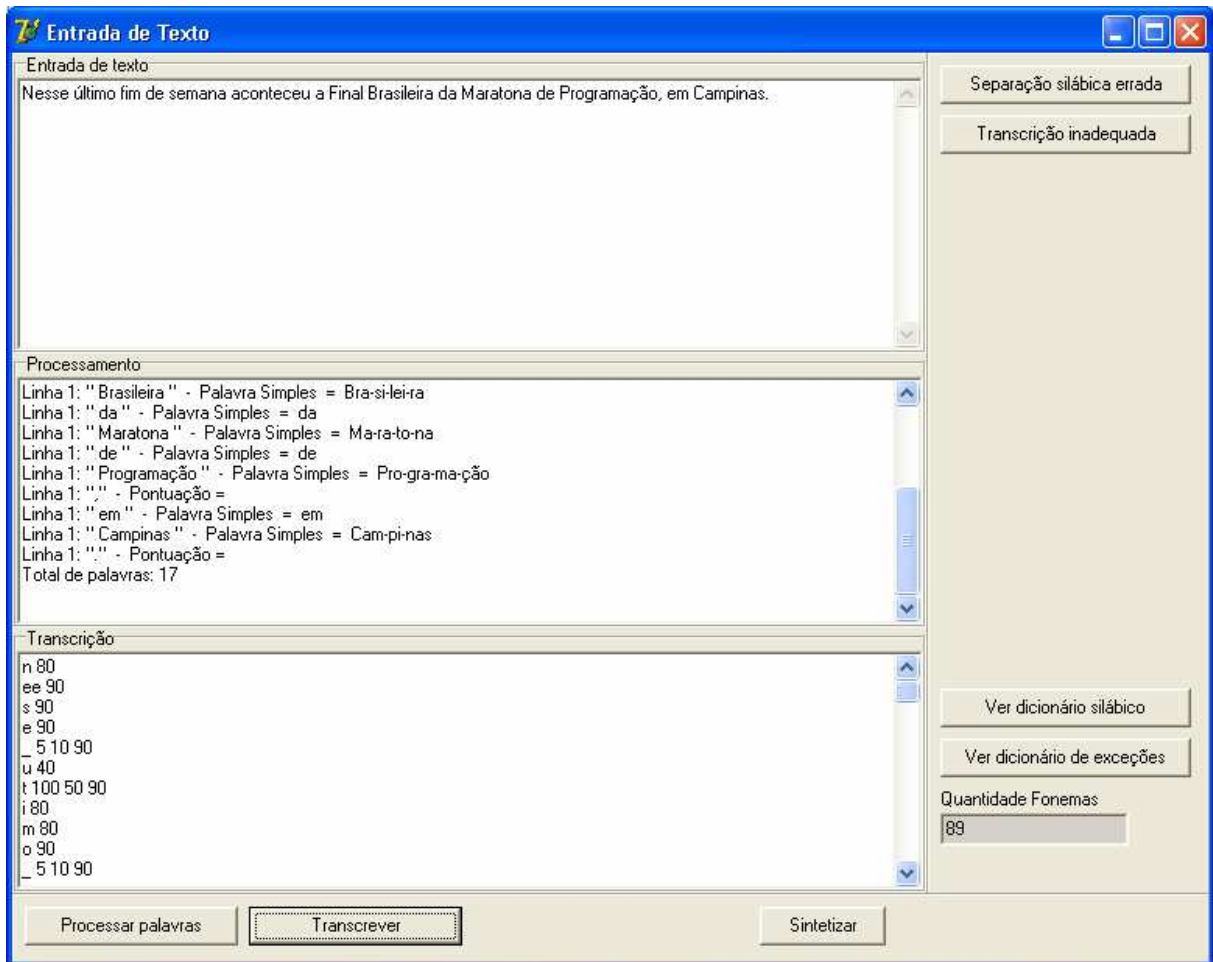 Entrada de Texto
Entrada de texto
Nesse último fim de semana aconteceu a Final Brasileira da Maratona de Programação, em Campinas.
Separação silábica errada
Transcrição inadequada
Processamento
Linha 1: " Brasileira " - Palavra Simples = Bra-si-lei-ra
Linha 1: " da " - Palavra Simples = da
Linha 1: " Maratona " - Palavra Simples = Ma-ra-to-na
Linha 1: " de " - Palavra Simples = de
Linha 1: " Programação " - Palavra Simples = Pro-gra-ma-ção
Linha 1: "," - Pontuação =
Linha 1: " em " - Palavra Simples = em
Linha 1: " Campinas " - Palavra Simples = Cam-pi-nas
Linha 1: "." - Pontuação =
Total de palavras: 17
Transcrição
n 80
ee 90
s 90
e 90
_ 5 10 90
u 40
t 100 50 90
i 80
m 80
o 90
_ 5 10 90
Ver dicionário silábico
Ver dicionário de exceções
Quantidade Fonemas
89
Processar palavras
Transcrever
Sintetizar